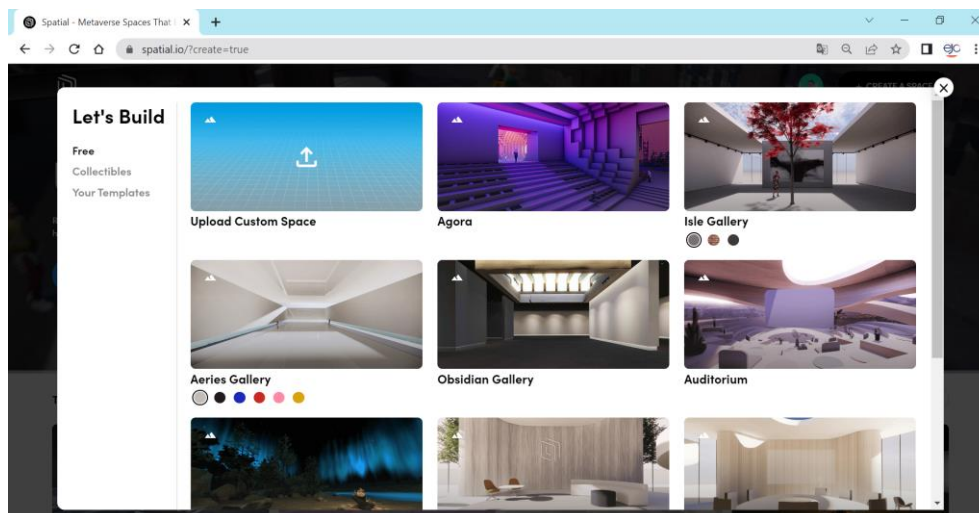 Spatial - Metaverse Spaces That
spatial.io/?create=true
+ CREATE A SPACE
Let's Build
Free
Collectibles
Your Templates
Upload Custom Space
Agora
Isle Gallery
Aeries Gallery
Obsidian Gallery
Auditorium